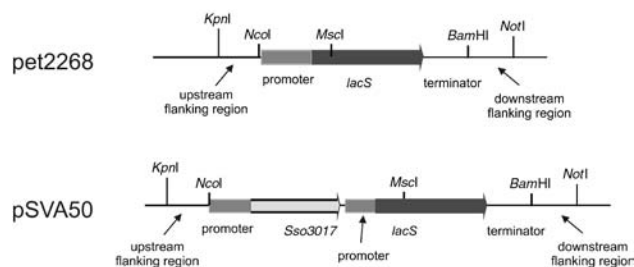 KpnI
NcoI
MscI
BamHI
NotI
pet2268
promoter
lacS
terminator
upstream
flanking region
downstream
flanking region
KpnI
NcoI
MscI
BamHI
NotI
pSVA50
promoter
Sso3017
lacS
terminator
promoter
upstream
flanking region
downstream
flanking region